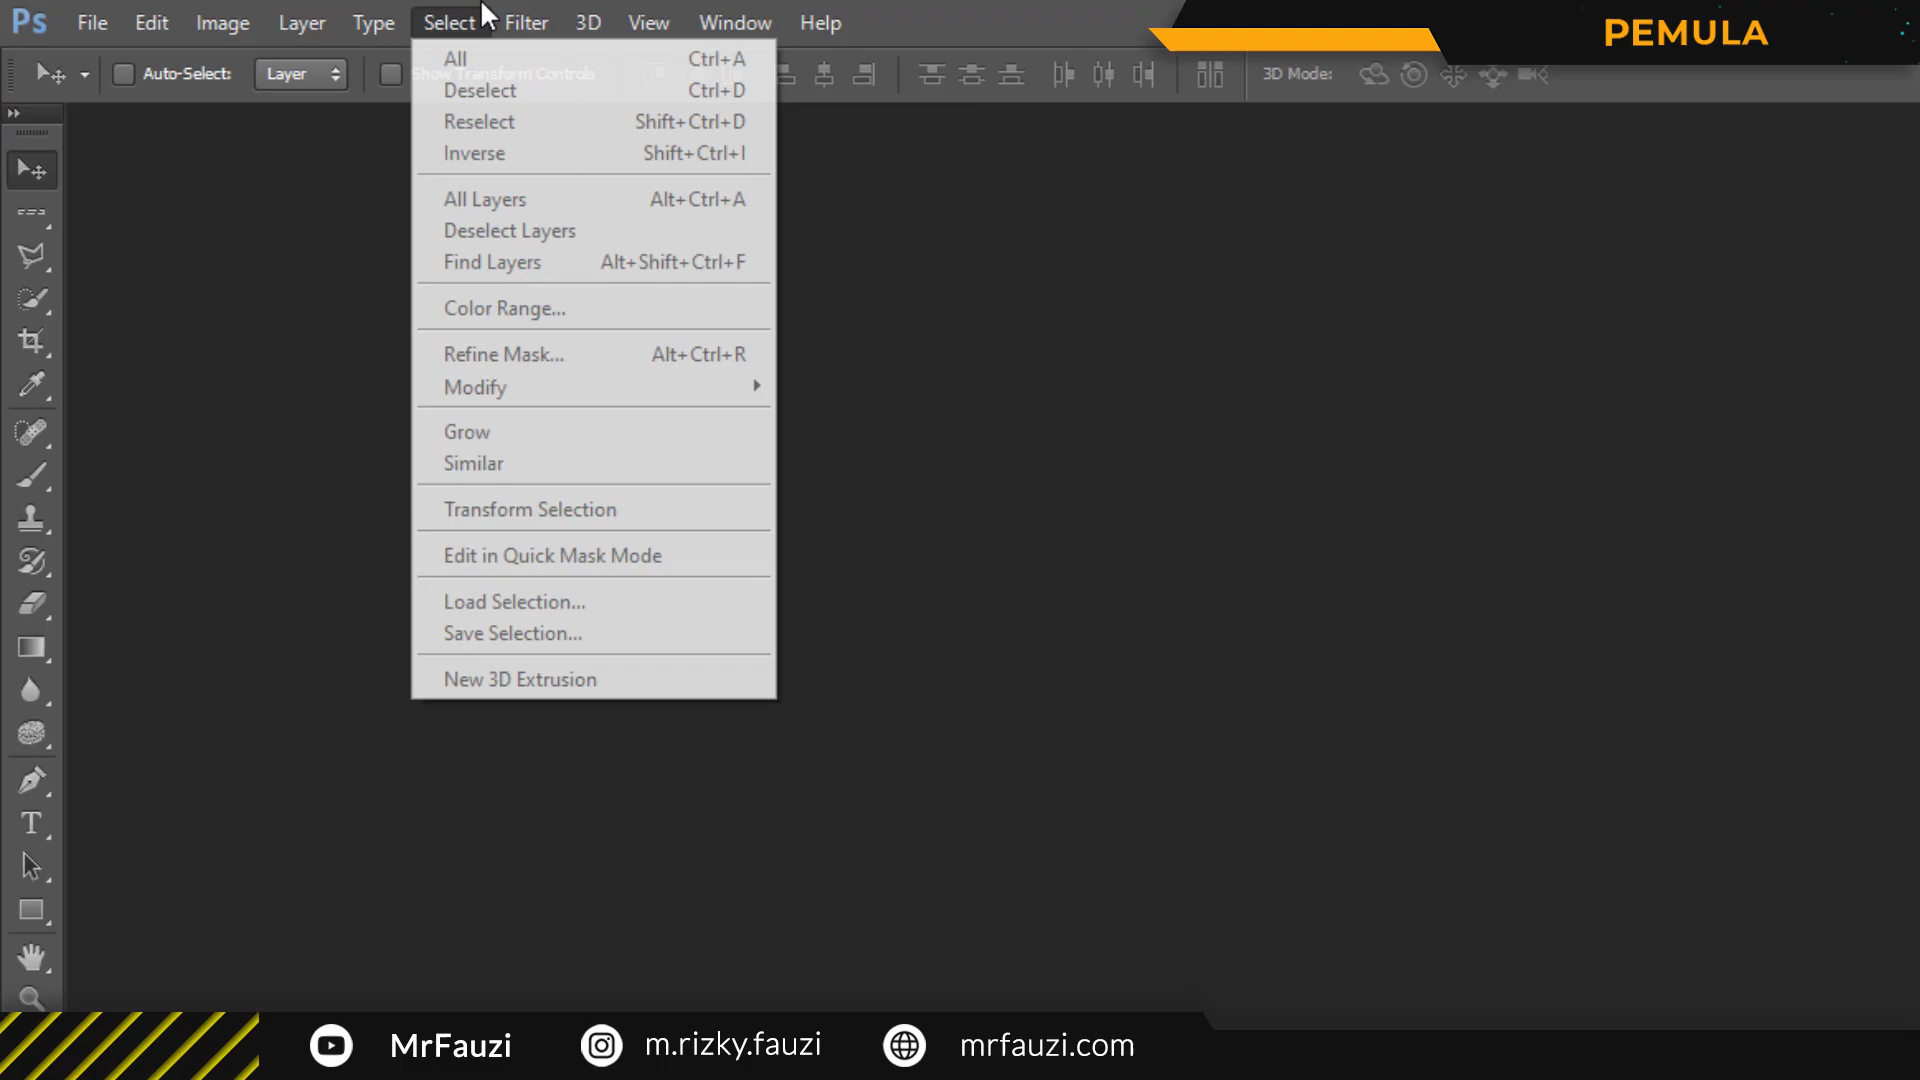 Ps File Edit Image Layer Type Select Filter 3D View Window Help
PEMULA
Auto-Select: Layer Show Transform Controls 3D Mode:
All Ctrl+A
Deselect Ctrl+D
Reselect Shift+Ctrl+D
Inverse Shift+Ctrl+I
All Layers Alt+Ctrl+A
Deselect Layers
Find Layers Alt+Shift+Ctrl+F
Color Range...
Refine Mask... Alt+Ctrl+R
Modify
Grow
Similar
Transform Selection
Edit in Quick Mask Mode
Load Selection...
Save Selection...
New 3D Extrusion
MrFauzi m.rizky.fauzi mrfauzi.com